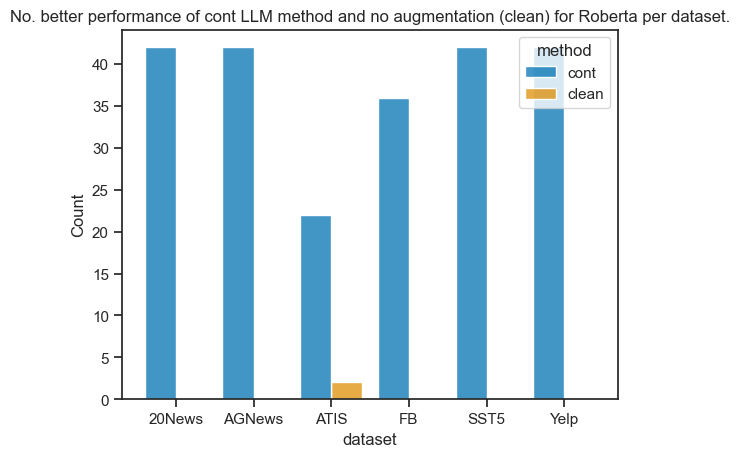 No. better performance of cont LLM method and no augmentation (clean) for Roberta per dataset.
method
cont
clean
Count
40
35
30
25
20
15
10
5
0
20News AGNews ATIS FB SST5 Yelp
dataset